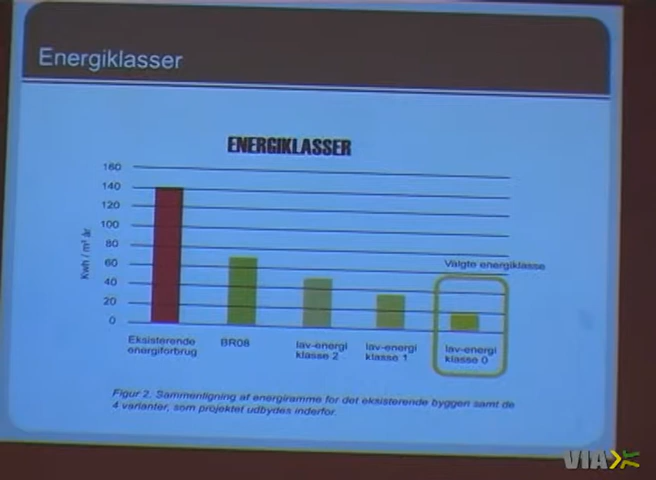 Energiklasser
ENERGIKLASSER
160
140
120
100
80
60
40
20
0
Kwh / m² år
Valgte energiklasse
Eksisterende
energiforbrug
BR08
lav-energi
klasse 2
lav-energi
klasse 1
lav-energi
klasse 0
Figur 2. Sammenligning af energiramme for det eksisterende byggeri samt de
4 varianter, som projektet udbydes indenfor.
VIA